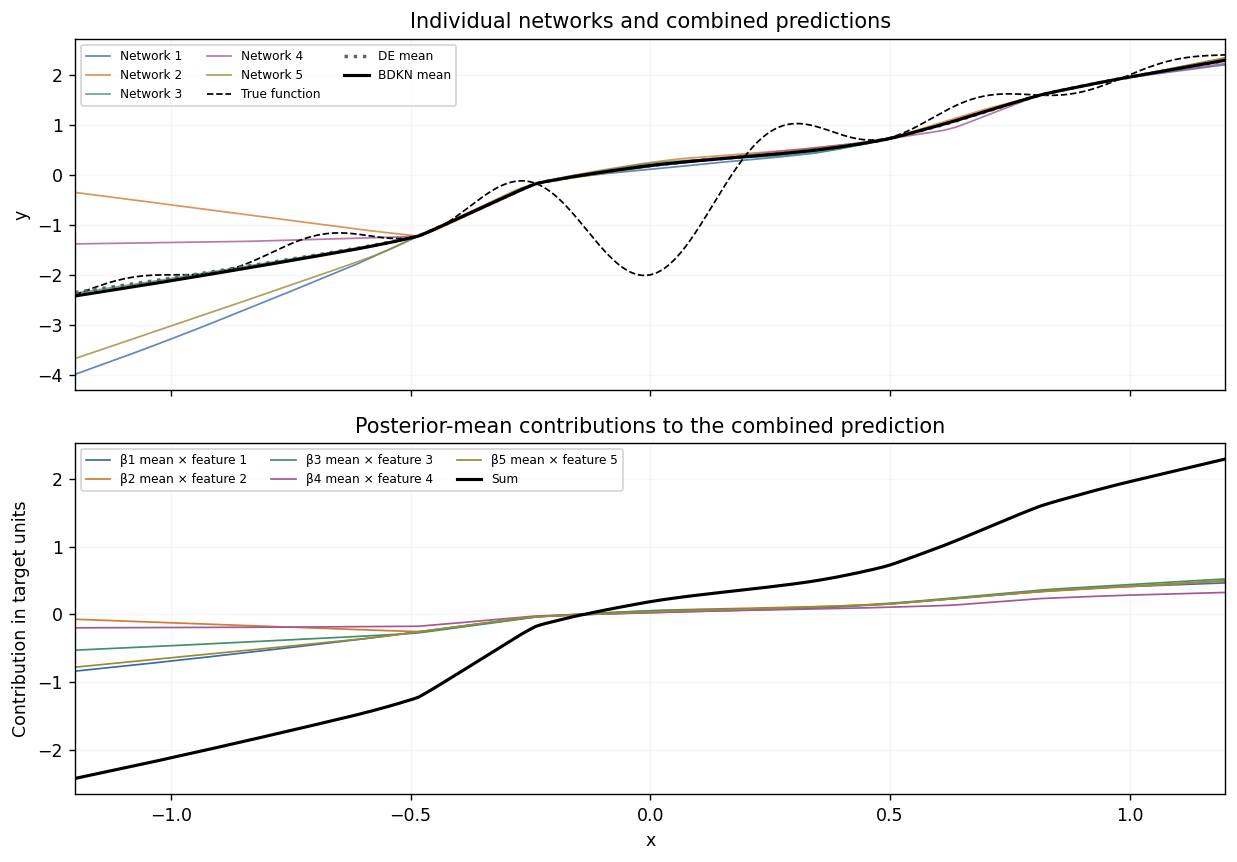 Individual networks and combined predictions
Network 1
Network 2
Network 3
Network 4
Network 5
True function
DE mean
BDKN mean
y
2
1
0
−1
−2
−3
−4
Posterior-mean contributions to the combined prediction
β1 mean × feature 1
β2 mean × feature 2
β3 mean × feature 3
β4 mean × feature 4
β5 mean × feature 5
Sum
Contribution in target units
2
1
0
−1
−2
−1.0
−0.5
0.0
0.5
1.0
x